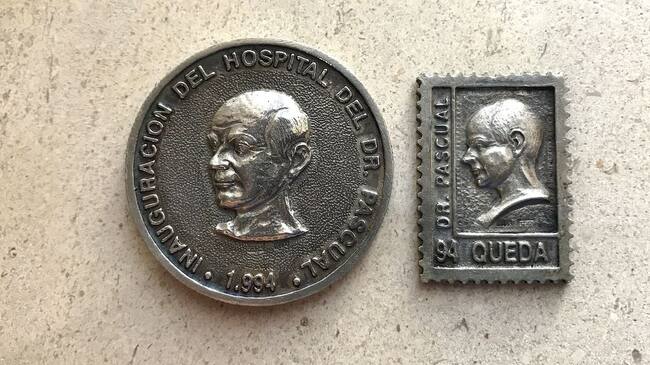 INAUGURACION DEL HOSPITAL DEL DR. PASCUAL
· 1.994 ·
DR. PASCUAL
94 QUEDA